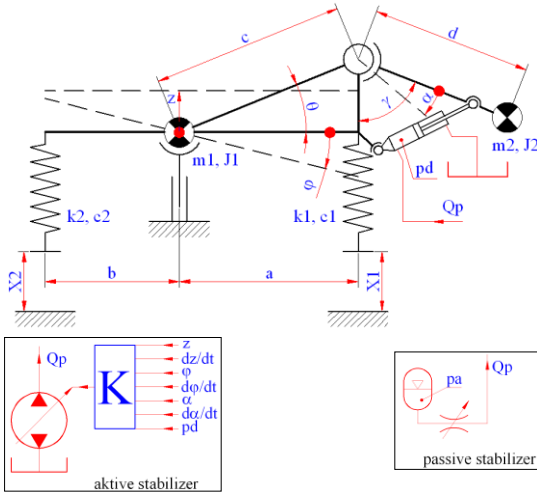 c
d
z
θ
γ
α
m1, J1
φ
m2, J2
pd
k2, c2
k1, c1
Qp
X2
b
a
X1
Qp
K
z
dz/dt
φ
dφ/dt
α
dα/dt
pd
aktive stabilizer
pa
Qp
passive stabilizer